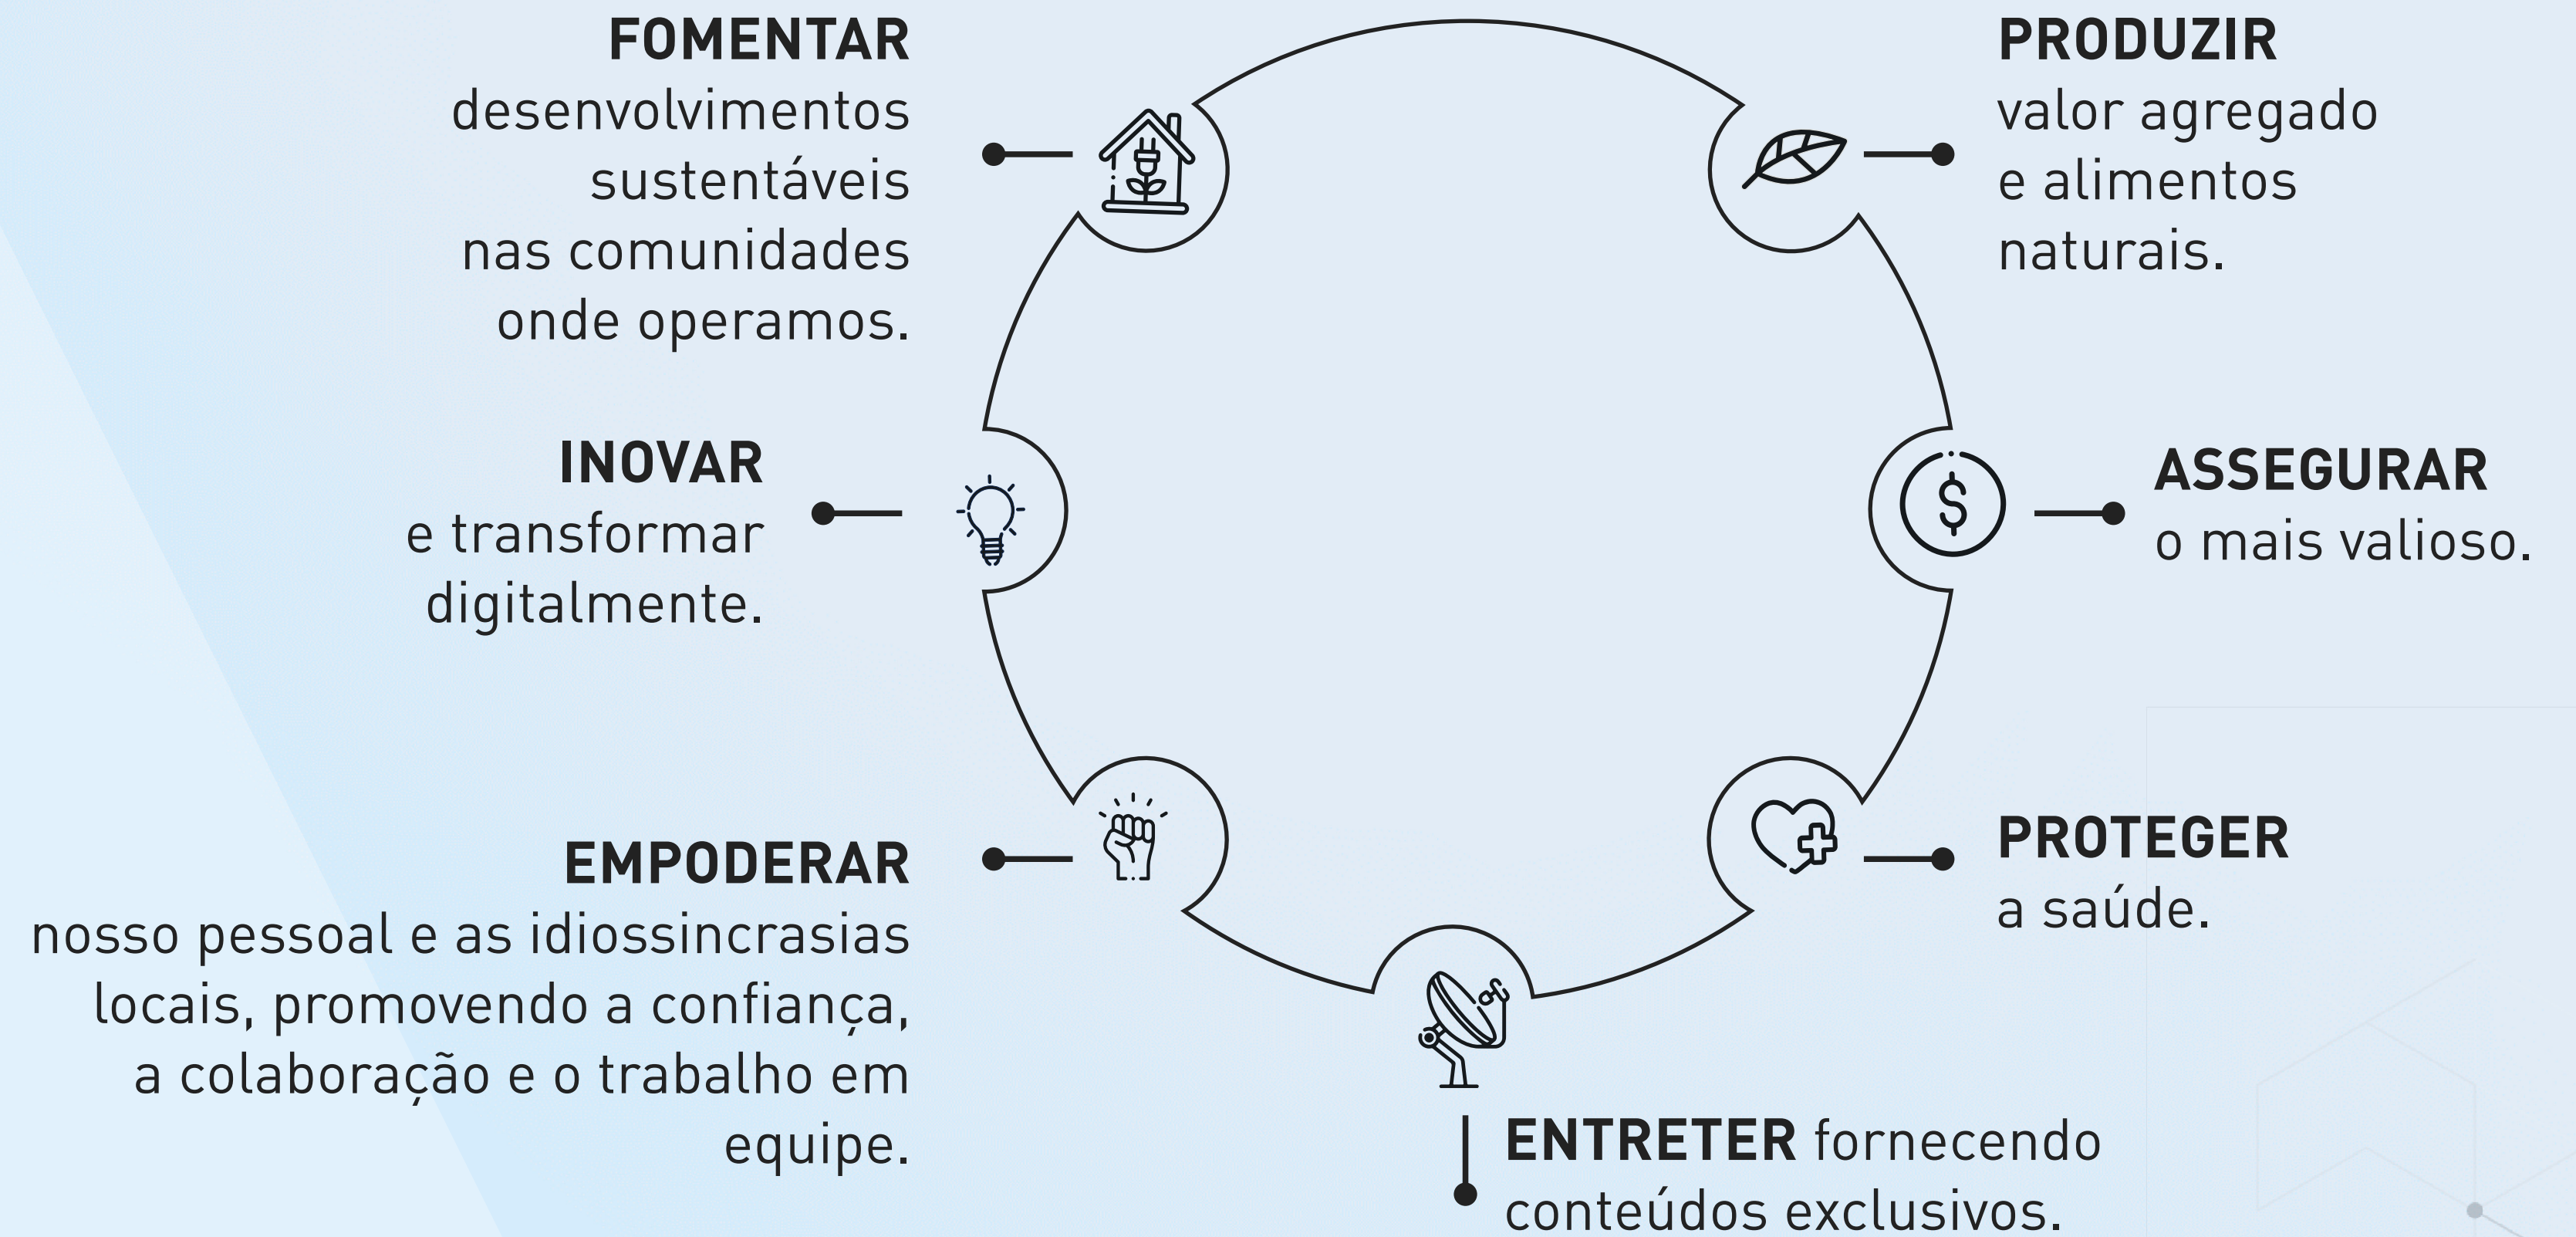 FOMENTAR
desenvolvimentos
sustentáveis
nas comunidades
onde operamos.
PRODUZIR
valor agregado
e alimentos
naturais.
INOVAR
e transformar
digitalmente.
$
ASSEGURAR
o mais valioso.
EMPODERAR
nosso pessoal e as idiossincrasias
locais, promovendo a confiança,
a colaboração e o trabalho em
equipe.
PROTEGER
a saúde.
ENTRETER fornecendo
conteúdos exclusivos.